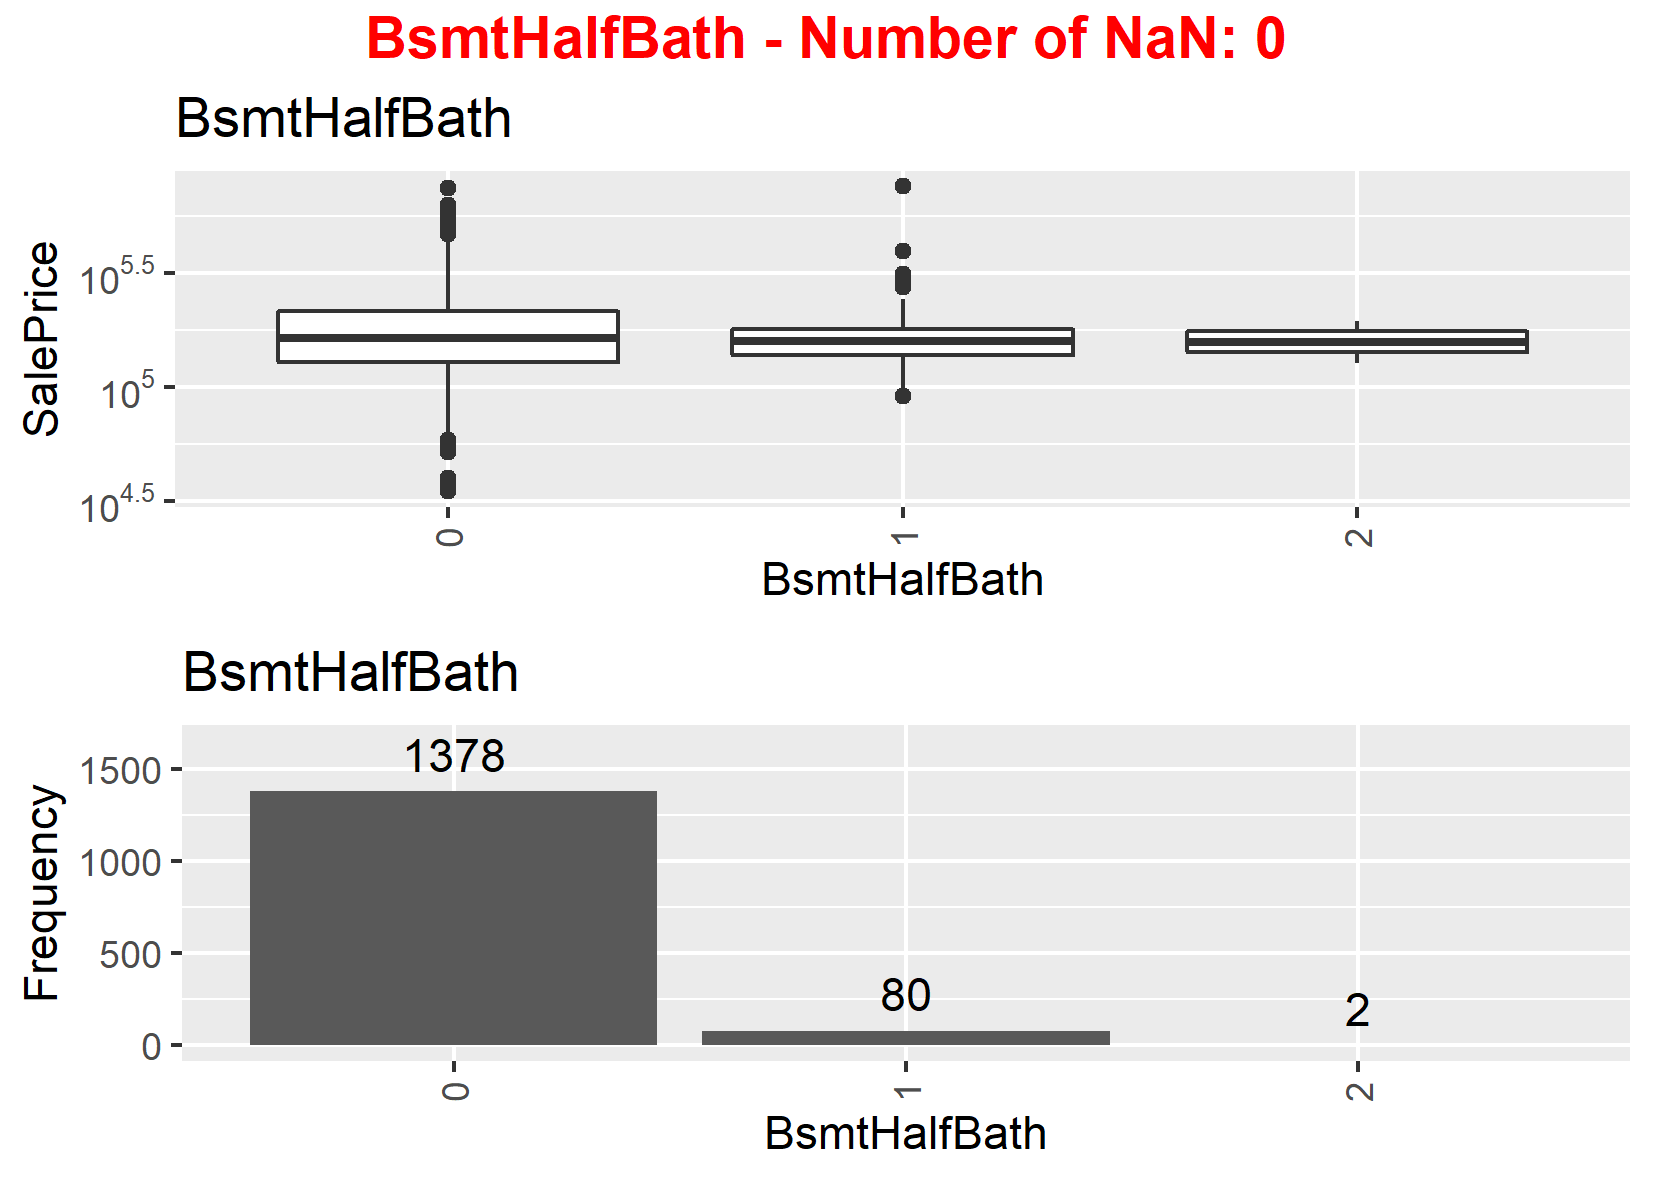 BsmtHalfBath - Number of NaN: 0
BsmtHalfBath
SalePrice
10^5.5
10^5
10^4.5
0 1 2
BsmtHalfBath
BsmtHalfBath
Frequency
1500
1000
500
0
1378
80
2
0 1 2
BsmtHalfBath